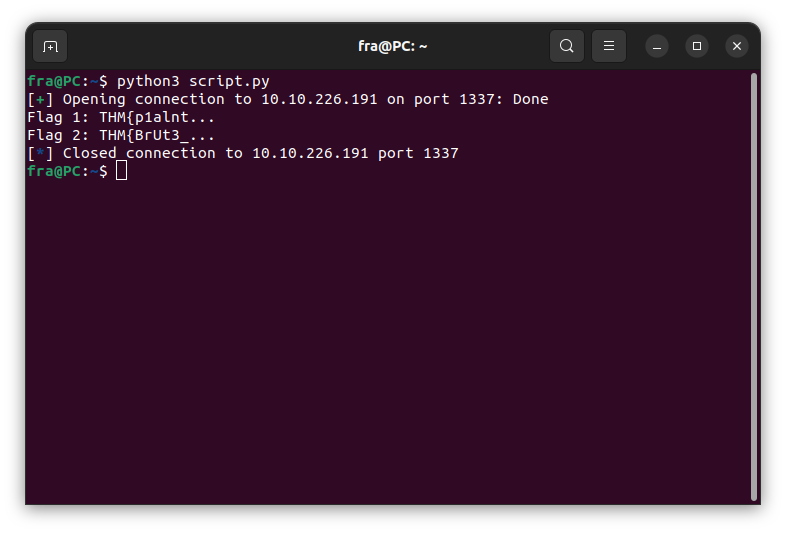 fra@PC: ~
fra@PC:~$ python3 script.py
[+] Opening connection to 10.10.226.191 on port 1337: Done
Flag 1: THM{p1alnt...
Flag 2: THM{BrUt3_...
[*] Closed connection to 10.10.226.191 port 1337
fra@PC:~$